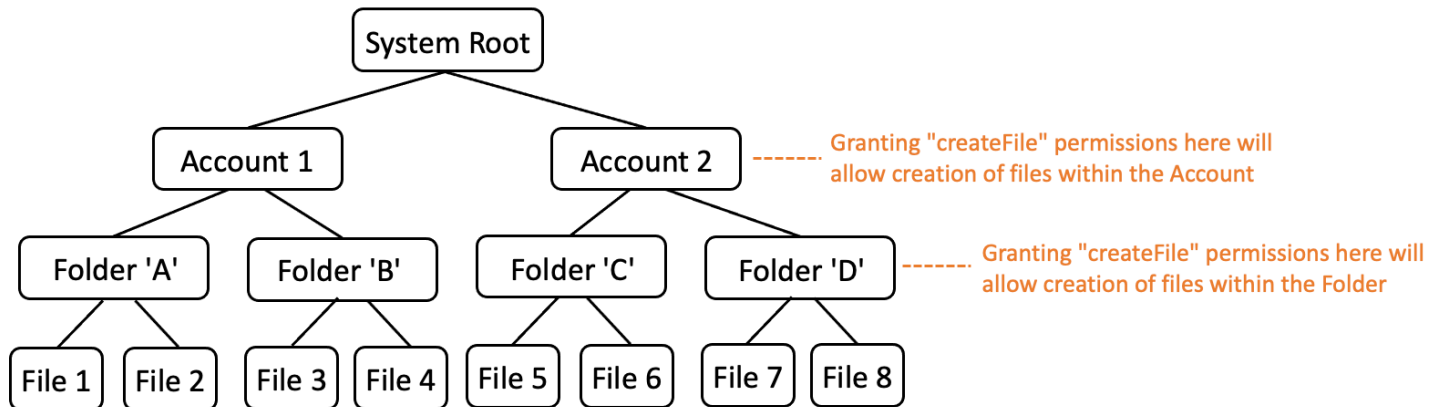 System Root
Account 1
Account 2
Granting "createFile" permissions here will
allow creation of files within the Account
Folder 'A'
Folder 'B'
Folder 'C'
Folder 'D'
Granting "createFile" permissions here will
allow creation of files within the Folder
File 1
File 2
File 3
File 4
File 5
File 6
File 7
File 8